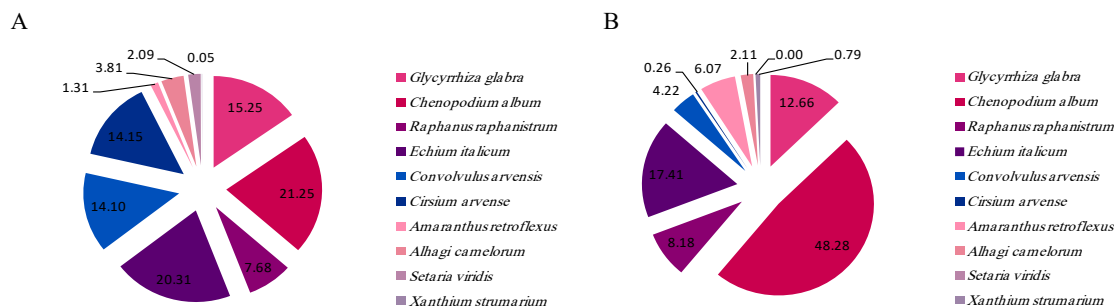 A
2.09
0.05
3.81
1.31
15.25
14.15
21.25
14.10
7.68
20.31
Glycyrrhiza glabra
Chenopodium album
Raphanus raphanistrum
Echium italicum
Convolvulus arvensis
Cirsium arvense
Amaranthus retroflexus
Alhagi camelorum
Setaria viridis
Xanthium strumarium
B
2.11
0.00
0.79
6.07
0.26
4.22
12.66
17.41
8.18
48.28
Glycyrrhiza glabra
Chenopodium album
Raphanus raphanistrum
Echium italicum
Convolvulus arvensis
Cirsium arvense
Amaranthus retroflexus
Alhagi camelorum
Setaria viridis
Xanthium strumarium